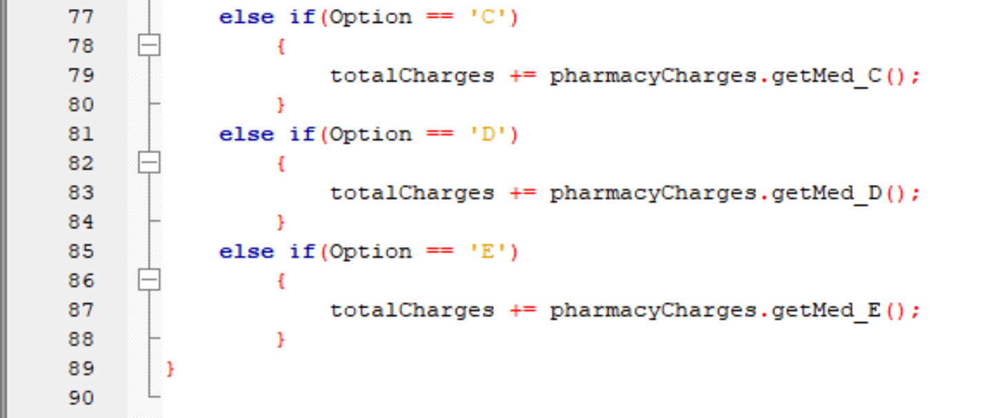 77 else if(Option == 'C')
78 {
79 totalCharges += pharmacyCharges.getMed_C();
80 }
81 else if(Option == 'D')
82 {
83 totalCharges += pharmacyCharges.getMed_D();
84 }
85 else if(Option == 'E')
86 {
87 totalCharges += pharmacyCharges.getMed_E();
88 }
89 }
90